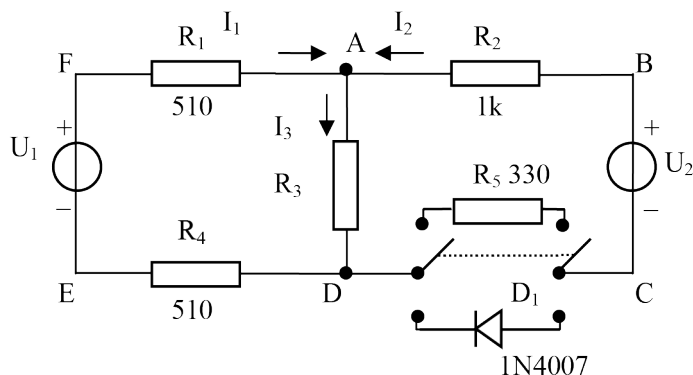 I₁ A I₂
R₁ R₂
F B
510 1k
I₃
+ +
U₁ U₂
R₃ R₅ 330
– –
R₄
E D D₁ C
510
1N4007